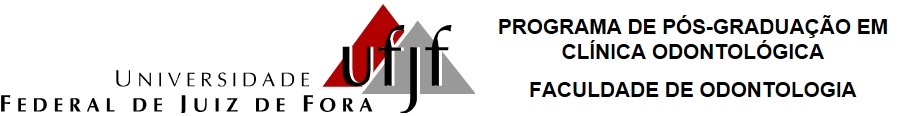 UNIVERSIDADE
FEDERAL DE JUIZ DE FORA
ufjf
PROGRAMA DE PÓS-GRADUAÇÃO EM
CLÍNICA ODONTOLÓGICA
FACULDADE DE ODONTOLOGIA